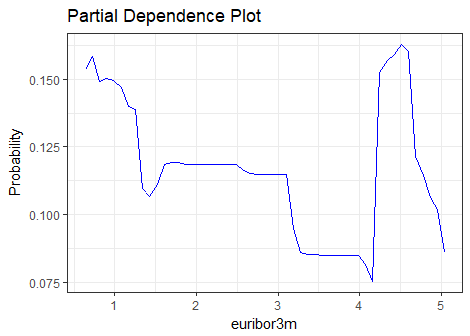 Partial Dependence Plot
0.150
0.125
0.100
0.075
Probability
1 2 3 4 5
euribor3m